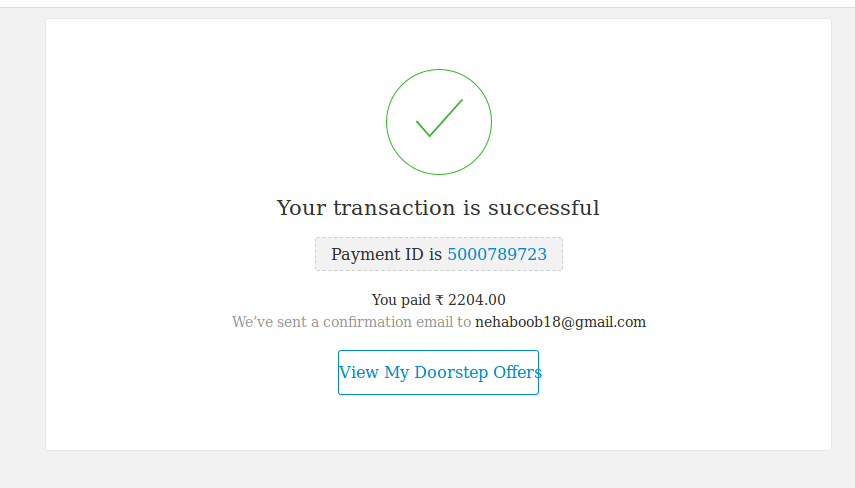 Your transaction is successful
Payment ID is 5000789723
You paid ₹ 2204.00
We’ve sent a confirmation email to nehaboob18@gmail.com
View My Doorstep Offers